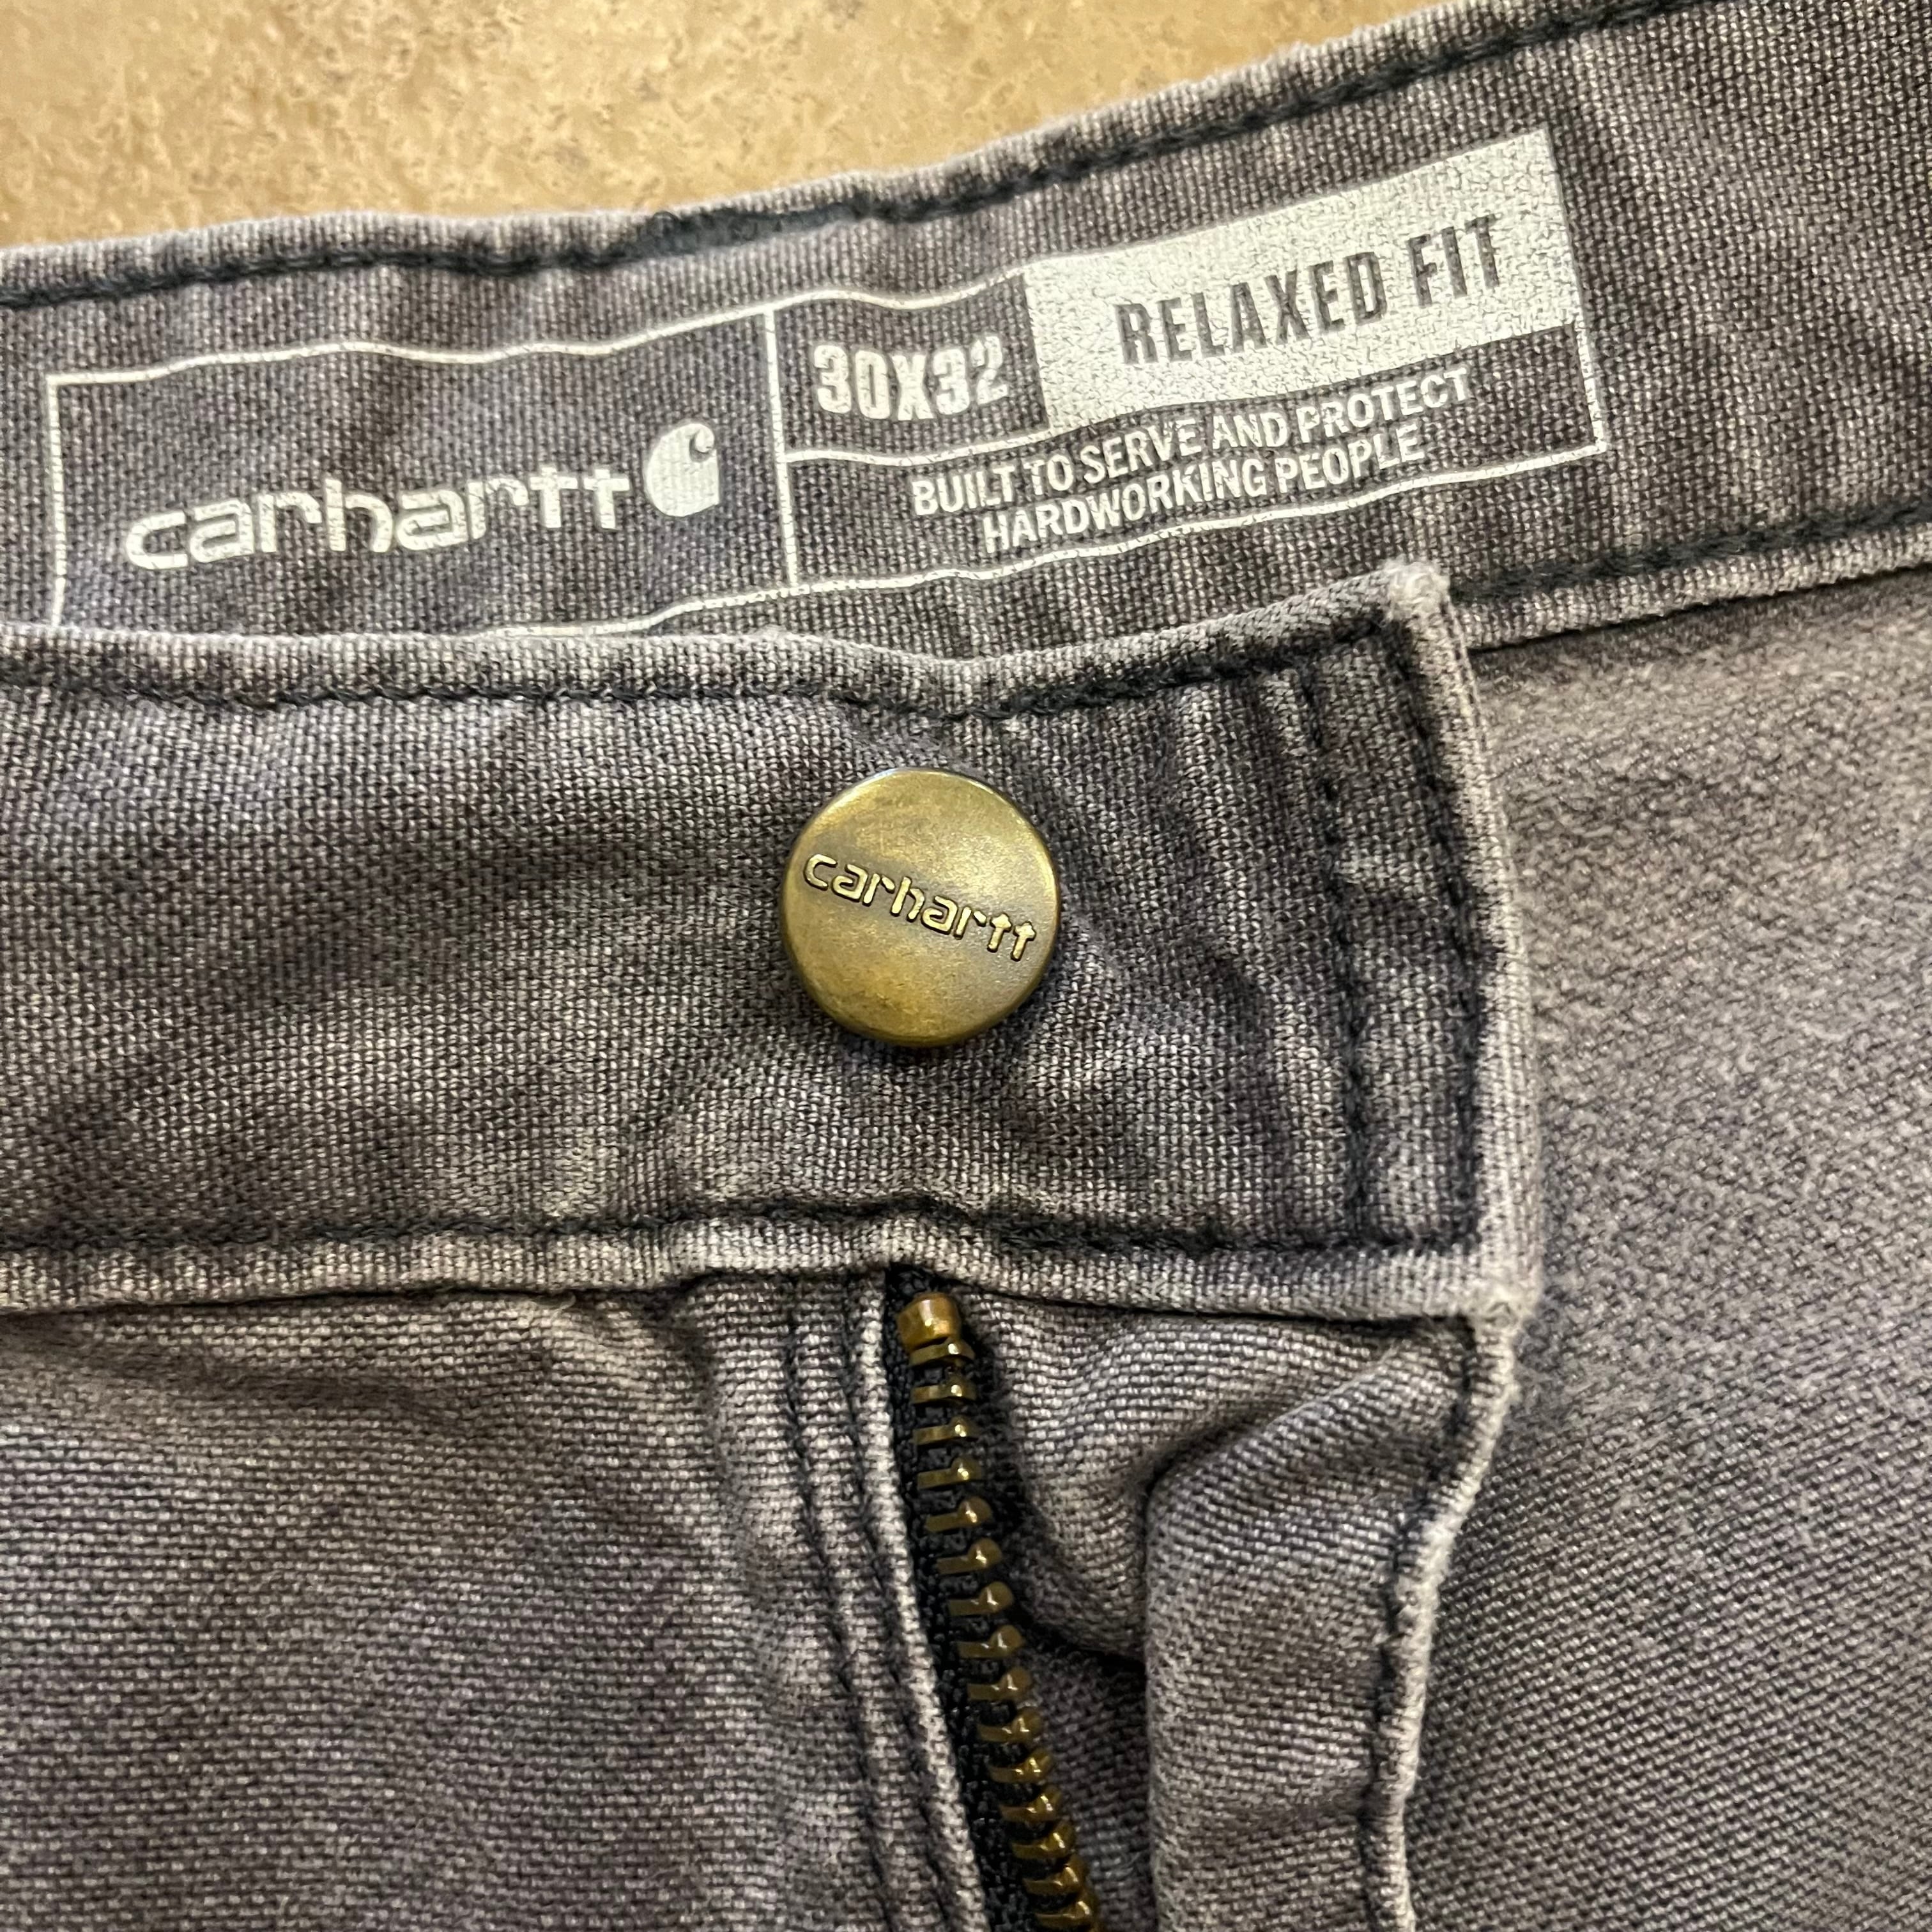 carhartt
30X32
RELAXED FIT
BUILT TO SERVE AND PROTECT
HARDWORKING PEOPLE
carhartt